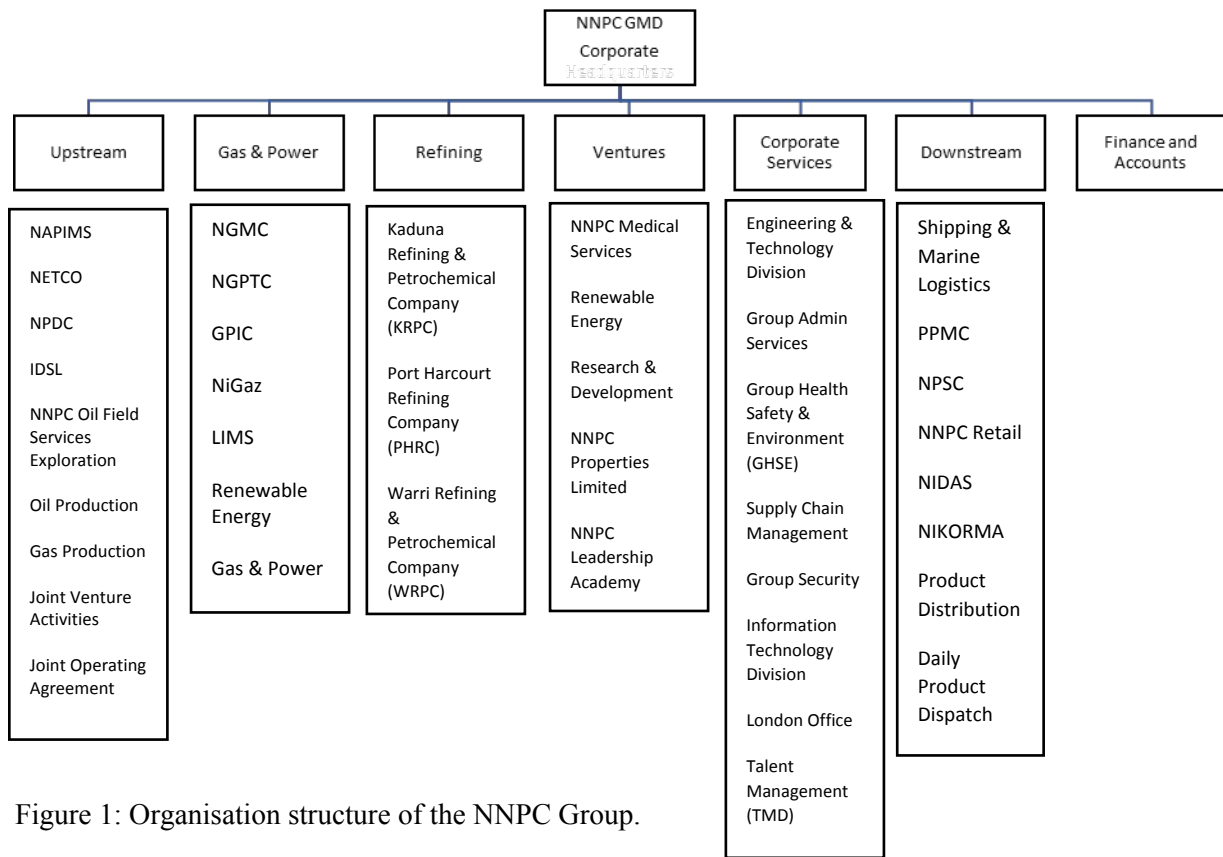 NNPC GMD
Corporate
Headquarters
Upstream
Gas & Power
Refining
Ventures
Corporate
Services
Downstream
Finance and
Accounts
NAPIMS
NETCO
NPDC
IDSL
NNPC Oil Field
Services
Exploration
Oil Production
Gas Production
Joint Venture
Activities
Joint Operating
Agreement
NGMC
NGPTC
GPIC
NiGaz
LIMS
Renewable
Energy
Gas & Power
Kaduna
Refining &
Petrochemical
Company
(KRPC)
Port Harcourt
Refining
Company
(PHRC)
Warri Refining
&
Petrochemical
Company
(WRPC)
NNPC Medical
Services
Renewable
Energy
Research &
Development
NNPC
Properties
Limited
NNPC
Leadership
Academy
Engineering &
Technology
Division
Group Admin
Services
Group Health
Safety &
Environment
(GHSE)
Supply Chain
Management
Group Security
Information
Technology
Division
London Office
Talent
Management
(TMD)
Shipping &
Marine
Logistics
PPMC
NPSC
NNPC Retail
NIDAS
NIKORMA
Product
Distribution
Daily
Product
Dispatch
Figure 1: Organisation structure of the NNPC Group.